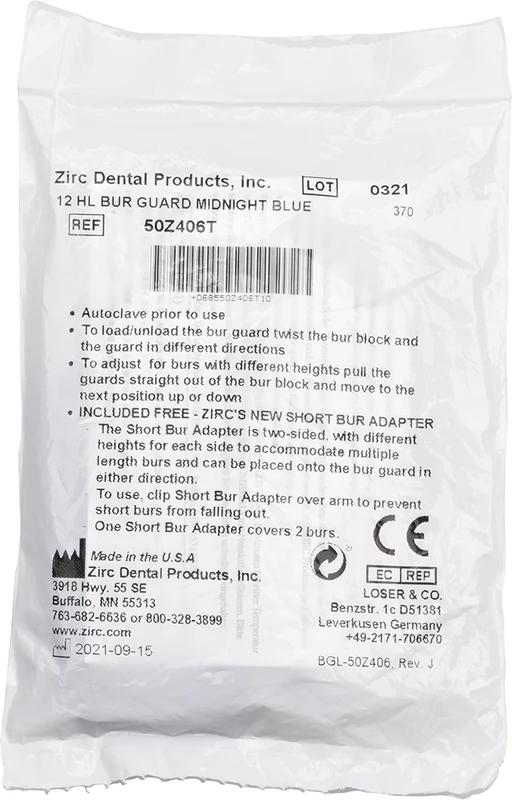 Zirc Dental Products, Inc. LOT 0321
12 HL BUR GUARD MIDNIGHT BLUE 370
REF 50Z406T
+D68550Z406T10
• Autoclave prior to use
• To load/unload the bur guard twist the bur block and
the guard in different directions
• To adjust for burs with different heights pull the
guards straight out of the bur block and move to the
next position up or down
• INCLUDED FREE - ZIRC'S NEW SHORT BUR ADAPTER
- The Short Bur Adapter is two-sided, with different
heights for each side to accommodate multiple
length burs and can be placed onto the bur guard in
either direction.
- To use, clip Short Bur Adapter over arm to prevent
short burs from falling out.
- One Short Bur Adapter covers 2 burs.
CE
Made in the U.S.A
Zirc Dental Products, Inc.
3918 Hwy. 55 SE
Buffalo, MN 55313
763-682-6636 or 800-328-3899
www.zirc.com
2021-09-15
EC REP
LOSER & CO.
Benzstr. 1c D51381
Leverkusen Germany
+49-2171-706670
BGL-50Z406, Rev. J